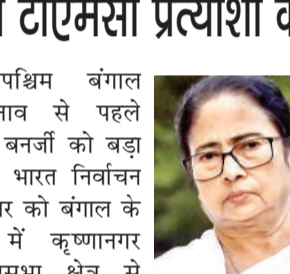 टीएमसी प्रत्याशी
पश्चिम बंगाल
से पहले
बनर्जी को बड़ा
भारत निर्वाचन
को बंगाल के
में कृष्णानगर
क्षेत्र से